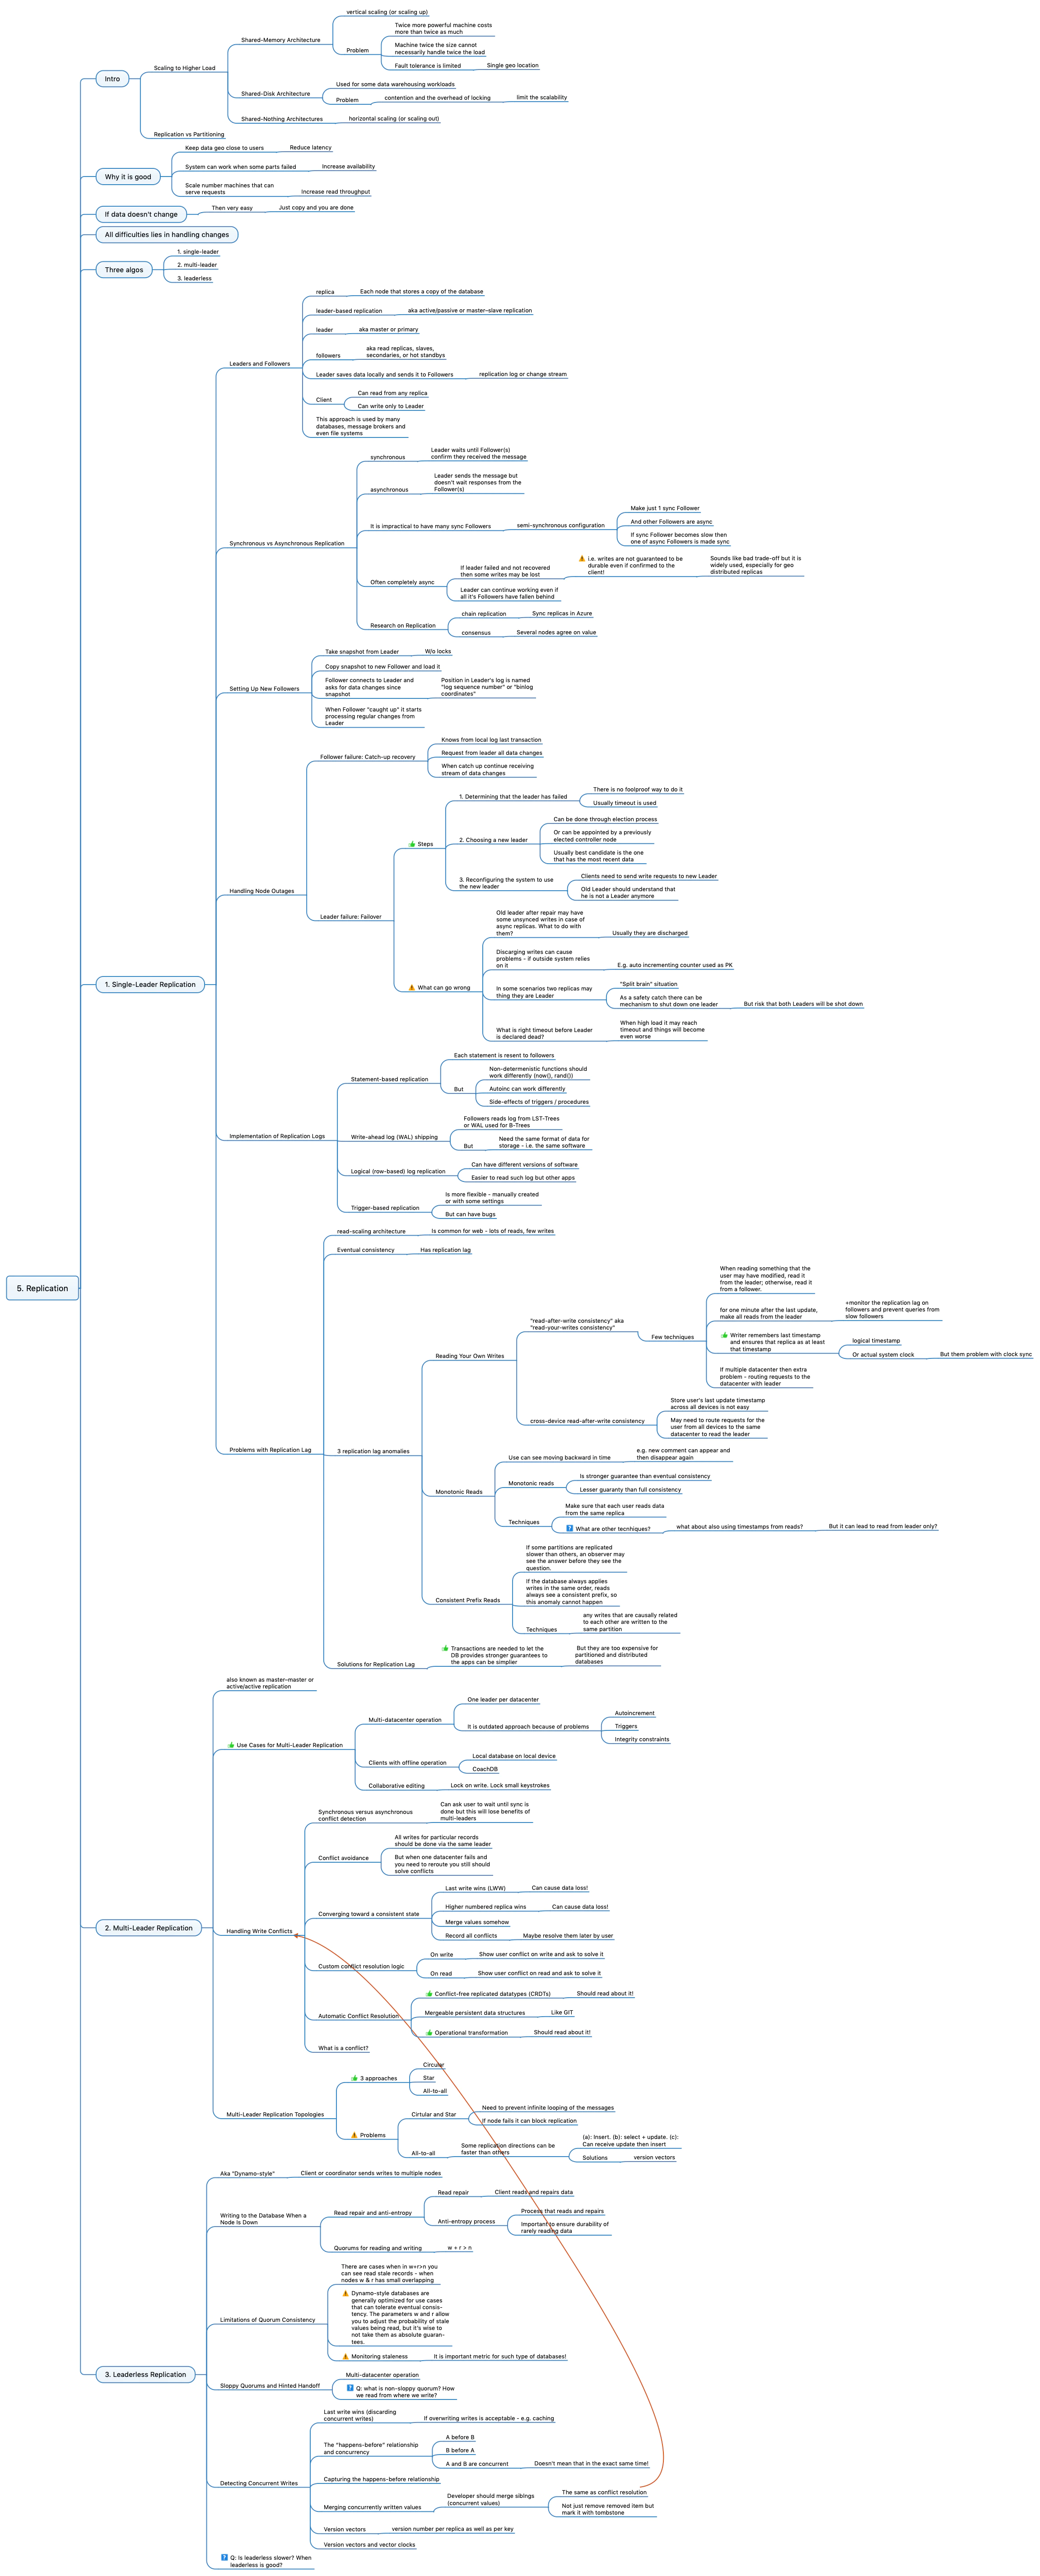 5. Replication
Intro
Scaling to Higher Load
Shared-Memory Architecture
vertical scaling (or scaling up)
Problem
Twice more powerful machine costs
more than twice as much
Machine twice the size cannot
necessarily handle twice the load
Fault tolerance is limited
Single geo location
Shared-Disk Architecture
Used for some data warehousing workloads
Problem
contention and the overhead of locking
limit the scalability
Shared-Nothing Architectures
horizontal scaling (or scaling out)
Replication vs Partitioning
Why it is good
Keep data geo close to users
Reduce latency
System can work when some parts failed
Increase availability
Scale number machines that can
serve requests
Increase read throughput
If data doesn't change
Then very easy
Just copy and you are done
All difficulties lies in handling changes
Three algos
1. single-leader
2. multi-leader
3. leaderless
1. Single-Leader Replication
Leaders and Followers
replica
Each node that stores a copy of the database
leader-based replication
aka active/passive or master–slave replication
leader
aka master or primary
followers
aka read replicas, slaves,
secondaries, or hot standbys
Leader saves data locally and sends it to Followers
replication log or change stream
Client
Can read from any replica
Can write only to Leader
This approach is used by many
databases, message brokers and
even file systems
Synchronous vs Asynchronous Replication
synchronous
Leader waits until Follower(s)
confirm they received the message
asynchronous
Leader sends the message but
doesn't wait responses from the
Follower(s)
It is impractical to have many sync Followers
semi-synchronous configuration
Make just 1 sync Follower
And other Followers are async
If sync Follower becomes slow then
one of async Followers is made sync
Often completely async
If leader failed and not recovered
then some writes may be lost
i.e. writes are not guaranteed to be
durable even if confirmed to the
client!
Sounds like bad trade-off but it is
widely used, especially for geo
distributed replicas
Leader can continue working even if
all it's Followers have fallen behind
Research on Replication
chain replication
Sync replicas in Azure
consensus
Several nodes agree on value
Setting Up New Followers
Take snapshot from Leader
W/o locks
Copy snapshot to new Follower and load it
Follower connects to Leader and
asks for data changes since
snapshot
Position in Leader's log is named
"log sequence number" or "binlog
coordinates"
When Follower "caught up" it starts
processing regular changes from
Leader
Handling Node Outages
Follower failure: Catch-up recovery
Knows from local log last transaction
Request from leader all data changes
When catch up continue receiving
stream of data changes
Leader failure: Failover
Steps
1. Determining that the leader has failed
There is no foolproof way to do it
Usually timeout is used
2. Choosing a new leader
Can be done through election process
Or can be appointed by a previously
elected controller node
Usually best candidate is the one
that has the most recent data
3. Reconfiguring the system to use
the new leader
Clients need to send write requests to new Leader
Old Leader should understand that
he is not a Leader anymore
What can go wrong
Old leader after repair may have
some unsynced writes in case of
async replicas. What to do with
them?
Usually they are discharged
Discarging writes can cause
problems - if outside system relies
on it
E.g. auto incrementing counter used as PK
In some scenarios two replicas may
thing they are Leader
"Split brain" situation
As a safety catch there can be
mechanism to shut down one leader
But risk that both Leaders will be shut down
What is right timeout before Leader
is declared dead?
When high load it may reach
timeout and things will become
even worse
Implementation of Replication Logs
Statement-based replication
Each statement is resent to followers
But
Non-determenistic functions should
work differently (now(), rand())
Autoinc can work differently
Side-effects of triggers / procedures
Write-ahead log (WAL) shipping
Followers reads log from LST-Trees
or WAL used for B-Trees
But
Need the same format of data for
storage - i.e. the same software
Logical (row-based) log replication
Can have different versions of software
Easier to read such log but other apps
Trigger-based replication
Is more flexible - manually created
or with some settings
But can have bugs
Problems with Replication Lag
read-scaling architecture
Is common for web - lots of reads, few writes
Eventual consistency
Has replication lag
3 replication lag anomalies
Reading Your Own Writes
"read-after-write consistency" aka
"read-your-writes consistency"
Few techniques
When reading something that the
user may have modified, read it
from the leader; otherwise, read it
from a follower.
for one minute after the last update,
make all reads from the leader
+monitor the replication lag on
followers and prevent queries from
slow followers
Writer remembers last timestamp
and ensures that replica as at least
that timestamp
logical timestamp
Or actual system clock
But them problem with clock sync
If multiple datacenter then extra
problem - routing requests to the
datacenter with leader
cross-device read-after-write consistency
Store user's last update timestamp
across all devices is not easy
May need to route requests for the
user from all devices to the same
datacenter to read the leader
Monotonic Reads
Use can see moving backward in time
e.g. new comment can appear and
then disappear again
Monotonic reads
Is stronger guarantee than eventual consistency
Lesser guaranty than full consistency
Techniques
Make sure that each user reads data
from the same replica
What are other tecnhiques?
what about also using timestamps from reads?
But it can lead to read from leader only?
Consistent Prefix Reads
If some partitions are replicated
slower than others, an observer may
see the answer before they see the
question.
If the database always applies
writes in the same order, reads
always see a consistent prefix, so
this anomaly cannot happen
Techniques
any writes that are causally related
to each other are written to the
same partition
Solutions for Replication Lag
Transactions are needed to let the
DB provides stronger guarantees to
the apps can be simplier
But they are too expensive for
partitioned and distributed
databases
2. Multi-Leader Replication
also known as master–master or
active/active replication
Use Cases for Multi-Leader Replication
Multi-datacenter operation
One leader per datacenter
It is outdated approach because of problems
Autoincrement
Triggers
Integrity constraints
Clients with offline operation
Local database on local device
CoachDB
Collaborative editing
Lock on write. Lock small keystrokes
Handling Write Conflicts
Synchronous versus asynchronous
conflict detection
Can ask user to wait until sync is
done but this will lose benefits of
multi-leaders
Conflict avoidance
All writes for particular records
should be done via the same leader
But when one datacenter fails and
you need to reroute you still should
solve conflicts
Converging toward a consistent state
Last write wins (LWW)
Can cause data loss!
Higher numbered replica wins
Can cause data loss!
Merge values somehow
Record all conflicts
Maybe resolve them later by user
Custom conflict resolution logic
On write
Show user conflict on write and ask to solve it
On read
Show user conflict on read and ask to solve it
Automatic Conflict Resolution
Conflict-free replicated datatypes (CRDTs)
Should read about it!
Mergeable persistent data structures
Like GIT
Operational transformation
Should read about it!
What is a conflict?
Multi-Leader Replication Topologies
3 approaches
Circular
Star
All-to-all
Problems
Cirtular and Star
Need to prevent infinite looping of the messages
If node fails it can block replication
All-to-all
Some replication directions can be
faster than others
(a): Insert. (b): select + update. (c):
Can receive update then insert
Solutions
version vectors
3. Leaderless Replication
Aka "Dynamo-style"
Client or coordinator sends writes to multiple nodes
Writing to the Database When a
Node Is Down
Read repair and anti-entropy
Read repair
Client reads and repairs data
Anti-entropy process
Process that reads and repairs
Important to ensure durability of
rarely reading data
Quorums for reading and writing
w + r > n
Limitations of Quorum Consistency
There are cases when in w+r>n you
can see read stale records - when
nodes w & r has small overlapping
Dynamo-style databases are
generally optimized for use cases
that can tolerate eventual consis-
tency. The parameters w and r allow
you to adjust the probability of stale
values being read, but it's wise to
not take them as absolute guaran-
tees.
Monitoring staleness
It is important metric for such type of databases!
Sloppy Quorums and Hinted Handoff
Multi-datacenter operation
Q: what is non-sloppy quorum? How
we read from where we write?
Detecting Concurrent Writes
Last write wins (discarding
concurrent writes)
If overwriting writes is acceptable - e.g. caching
The "happens-before" relationship
and concurrency
A before B
B before A
A and B are concurrent
Doesn't mean that in the exact same time!
Capturing the happens-before relationship
Merging concurrently written values
Developer should merge siblings
(concurrent values)
The same as conflict resolution
Not just remove removed item but
mark it with tombstone
Version vectors
version number per replica as well as per key
Version vectors and vector clocks
Q: Is leaderless slower? When
leaderless is good?